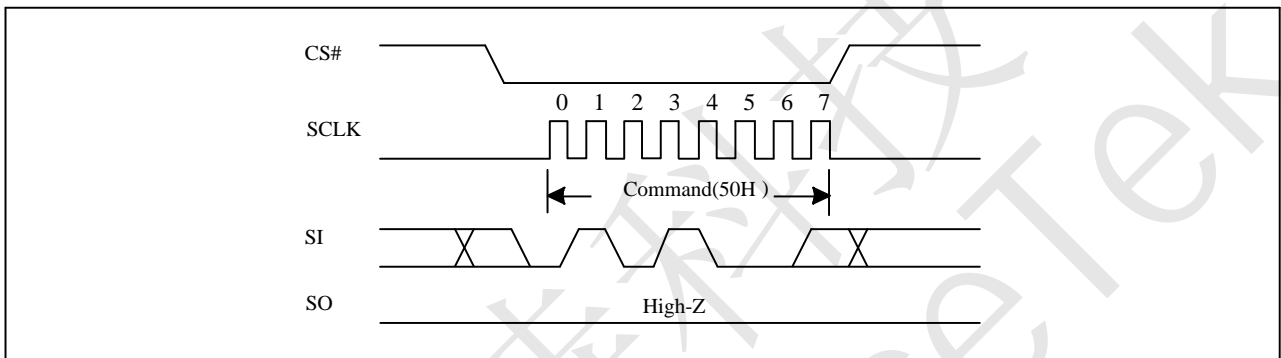 CS#
0 1 2 3 4 5 6 7
SCLK
Command(50H )
SI
SO High-Z